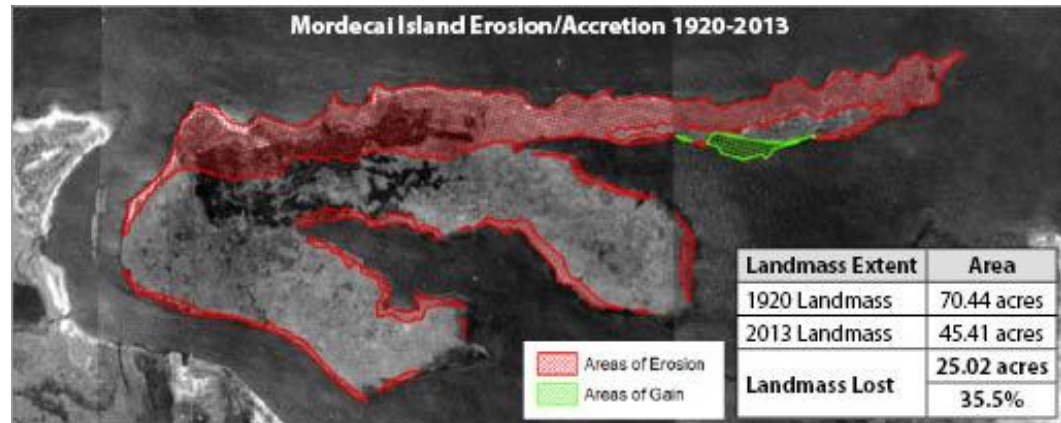 Mordecai Island Erosion/Accretion 1920-2013
Landmass Extent Area
1920 Landmass 70.44 acres
2013 Landmass 45.41 acres
Landmass Lost 25.02 acres
35.5%
Areas of Erosion
Areas of Gain